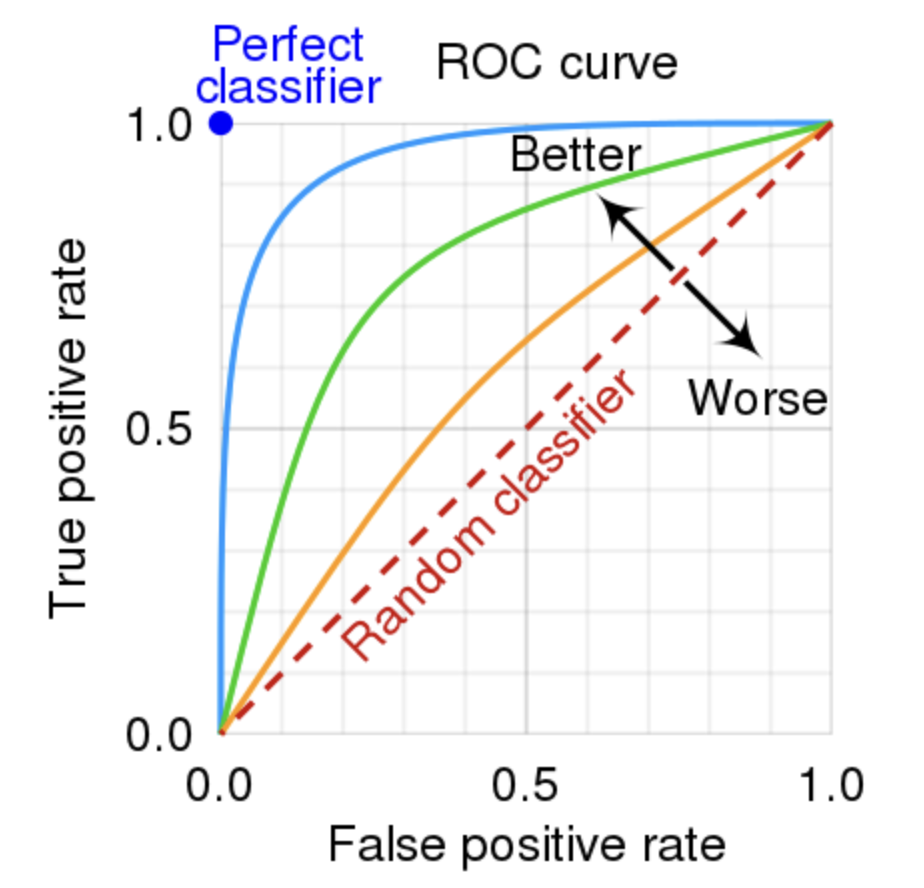 Perfect
classifier
ROC curve
1.0
Better
True positive rate
0.5
Worse
Random classifier
0.0
0.0 0.5 1.0
False positive rate